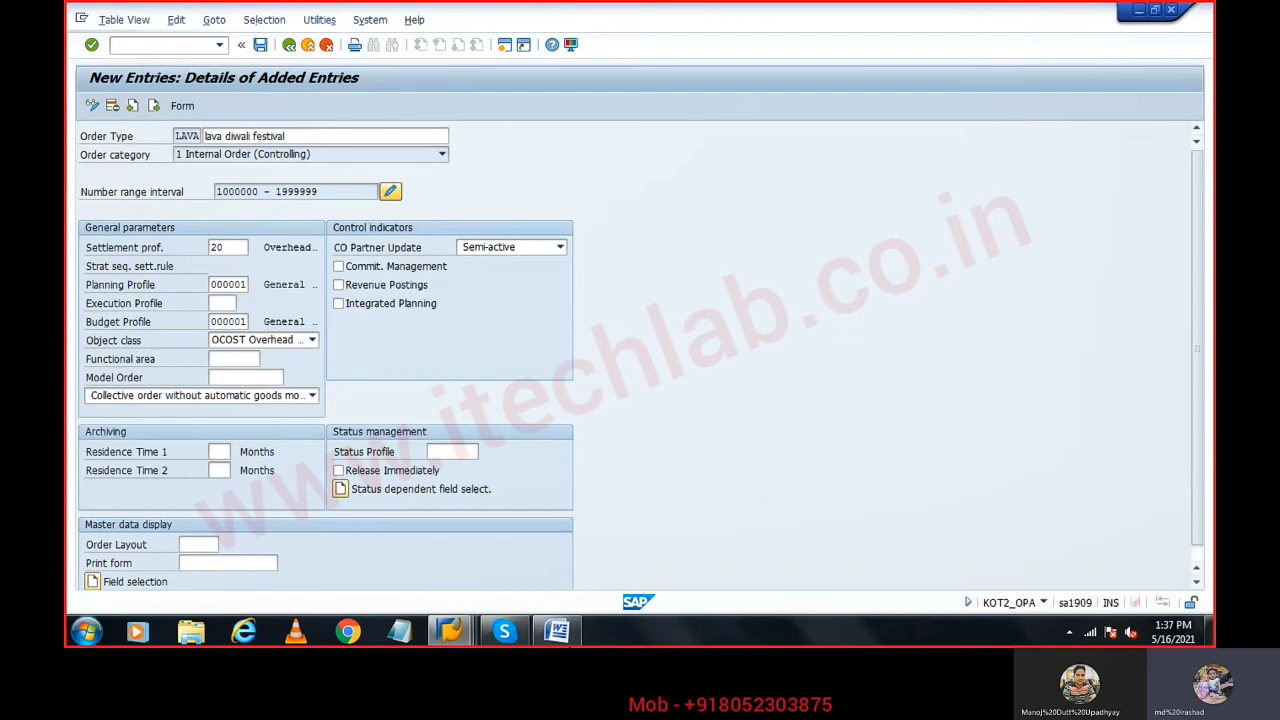 Table View Edit Goto Selection Utilities System Help
New Entries: Details of Added Entries
Form
Order Type LAVA lava diwali festival
Order category 1 Internal Order (Controlling)
Number range interval 1000000 - 1999999
General parameters
Settlement prof. 20 Overhead..
Strat seq. sett.rule
Planning Profile 000001 General ..
Execution Profile
Budget Profile 000001 General ..
Object class OCOST Overhead ...
Functional area
Model Order
Collective order without automatic goods mo..
Control indicators
CO Partner Update Semi-active
Commit. Management
Revenue Postings
Integrated Planning
www.itechlab.co.in
Archiving
Residence Time 1 Months
Residence Time 2 Months
Status management
Status Profile
Release Immediately
Status dependent field select.
Master data display
Order Layout
Print form
Field selection
SAP
KOT2_OPA sa1909 INS
1:37 PM
5/16/2021
Manoj%20Dutt%20Upadhyay
md%20irashad
Mob - +918052303875